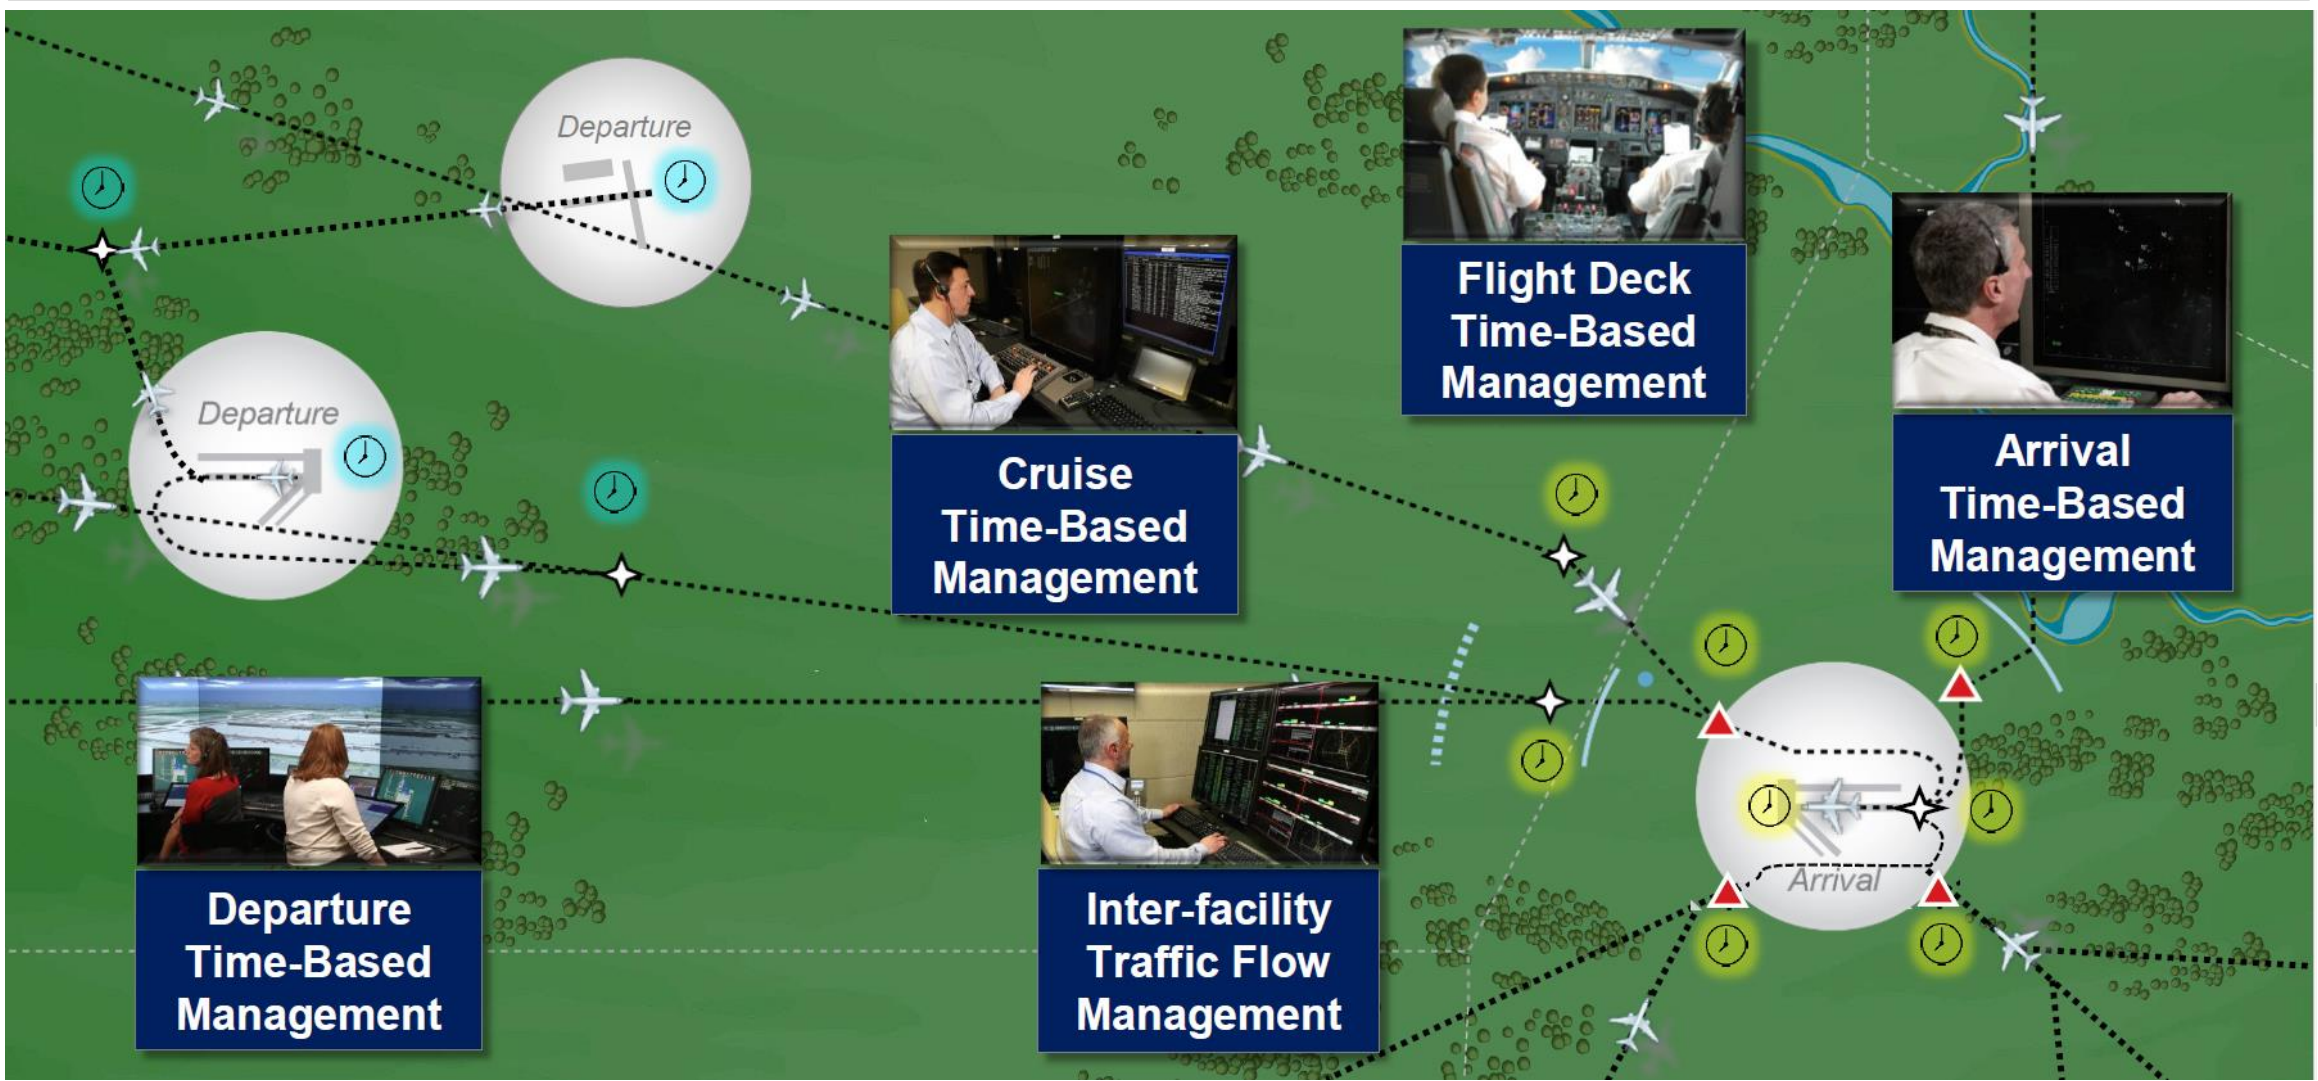 Departure
Departure
Flight Deck
Time-Based
Management
Cruise
Time-Based
Management
Arrival
Time-Based
Management
Departure
Time-Based
Management
Inter-facility
Traffic Flow
Management
Arrival